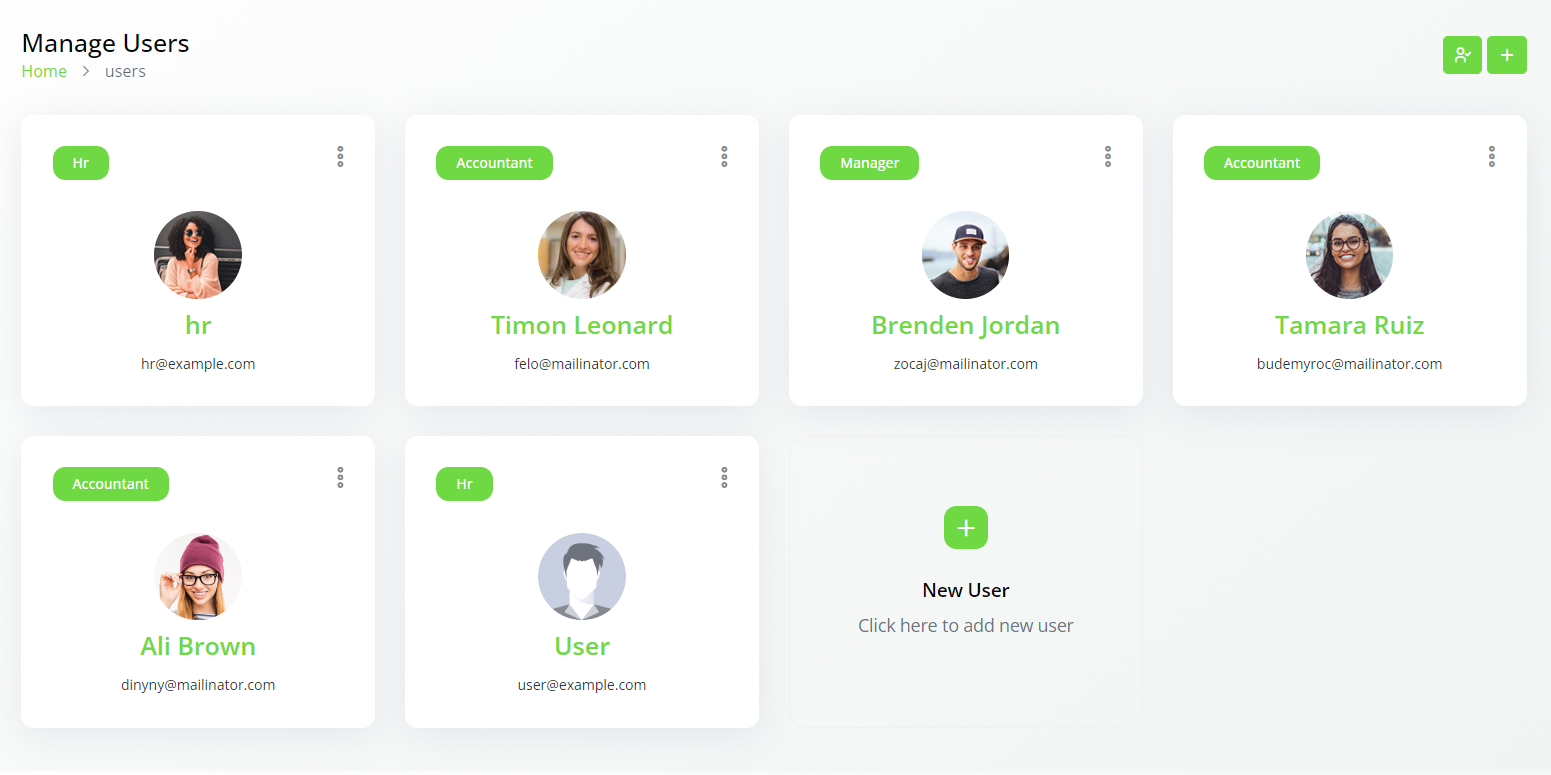 Manage Users
Home > users
Hr
hr
hr@example.com
Accountant
Timon Leonard
felo@mailinator.com
Manager
Brenden Jordan
zocaj@mailinator.com
Accountant
Tamara Ruiz
budemyroc@mailinator.com
Accountant
Ali Brown
dinyny@mailinator.com
Hr
User
user@example.com
New User
Click here to add new user